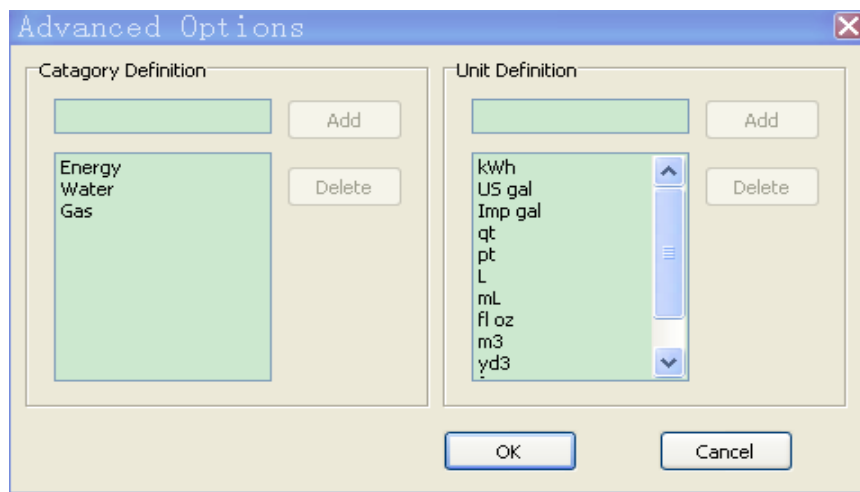 Advanced Options
Catagory Definition
Add
Energy
Water
Gas
Delete
Unit Definition
Add
kWh
US gal
Imp gal
qt
pt
L
mL
fl oz
m3
yd3
Delete
OK
Cancel